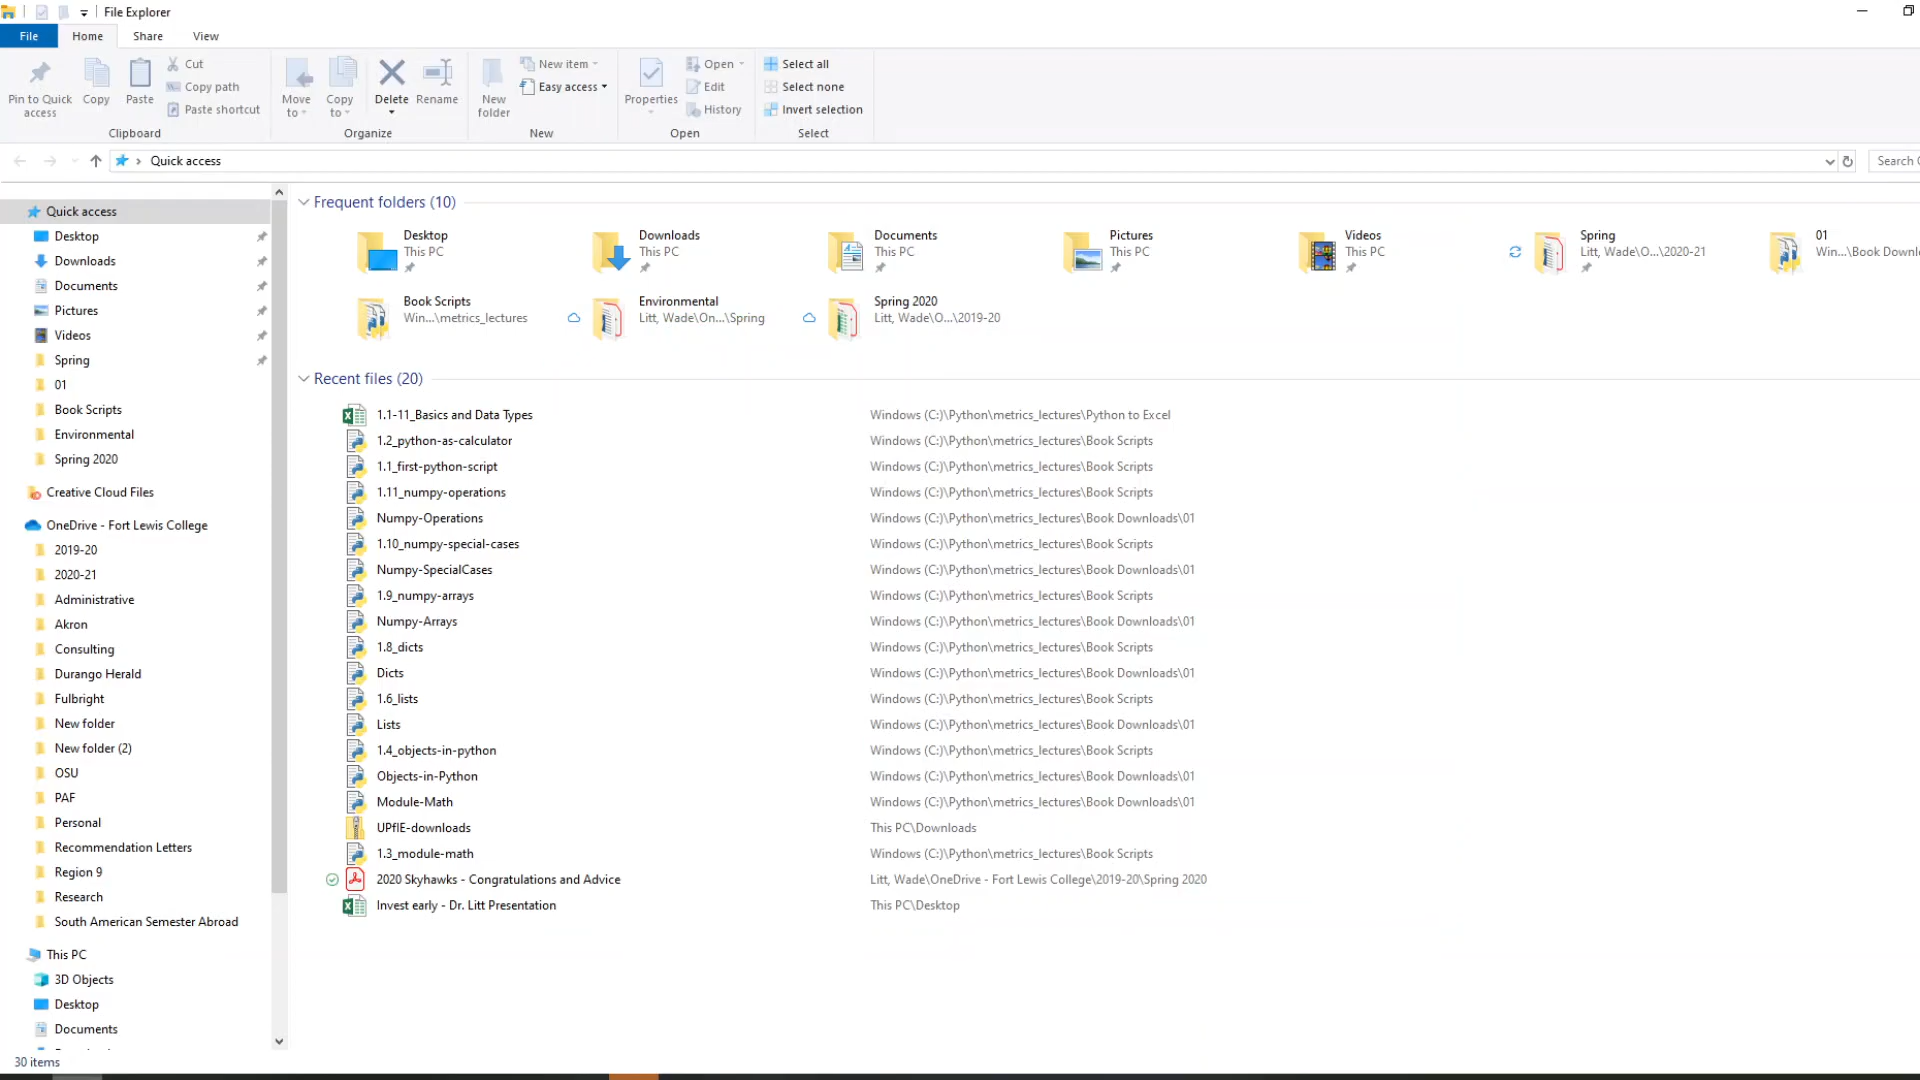 File Explorer
File Home Share View
Pin to Quick access
Copy
Paste
Cut
Copy path
Paste shortcut
Clipboard
Move to
Copy to
Delete
Rename
Organize
New folder
New item
Easy access
New
Properties
Open
Edit
History
Open
Select all
Select none
Invert selection
Select
Quick access
Search
Quick access
Desktop
Downloads
Documents
Pictures
Videos
Spring
01
Book Scripts
Environmental
Spring 2020
Creative Cloud Files
OneDrive - Fort Lewis College
2019-20
2020-21
Administrative
Akron
Consulting
Durango Herald
Fulbright
New folder
New folder (2)
OSU
PAF
Personal
Recommendation Letters
Region 9
Research
South American Semester Abroad
This PC
3D Objects
Desktop
Documents
30 items
Frequent folders (10)
Desktop
This PC
Downloads
This PC
Documents
This PC
Pictures
This PC
Videos
This PC
Spring
Litt, Wade\O...\2020-21
01
Win...\Book Downl
Book Scripts
Win...\metrics_lectures
Environmental
Litt, Wade\On...\Spring
Spring 2020
Litt, Wade\O...\2019-20
Recent files (20)
1.1-11_Basics and Data Types Windows (C:)\Python\metrics_lectures\Python to Excel
1.2_python-as-calculator Windows (C:)\Python\metrics_lectures\Book Scripts
1.1_first-python-script Windows (C:)\Python\metrics_lectures\Book Scripts
1.11_numpy-operations Windows (C:)\Python\metrics_lectures\Book Scripts
Numpy-Operations Windows (C:)\Python\metrics_lectures\Book Downloads\01
1.10_numpy-special-cases Windows (C:)\Python\metrics_lectures\Book Scripts
Numpy-SpecialCases Windows (C:)\Python\metrics_lectures\Book Downloads\01
1.9_numpy-arrays Windows (C:)\Python\metrics_lectures\Book Scripts
Numpy-Arrays Windows (C:)\Python\metrics_lectures\Book Downloads\01
1.8_dicts Windows (C:)\Python\metrics_lectures\Book Scripts
Dicts Windows (C:)\Python\metrics_lectures\Book Downloads\01
1.6_lists Windows (C:)\Python\metrics_lectures\Book Scripts
Lists Windows (C:)\Python\metrics_lectures\Book Downloads\01
1.4_objects-in-python Windows (C:)\Python\metrics_lectures\Book Scripts
Objects-in-Python Windows (C:)\Python\metrics_lectures\Book Downloads\01
Module-Math Windows (C:)\Python\metrics_lectures\Book Downloads\01
UPfIE-downloads This PC\Downloads
1.3_module-math Windows (C:)\Python\metrics_lectures\Book Scripts
2020 Skyhawks - Congratulations and Advice Litt, Wade\OneDrive - Fort Lewis College\2019-20\Spring 2020
Invest early - Dr. Litt Presentation This PC\Desktop